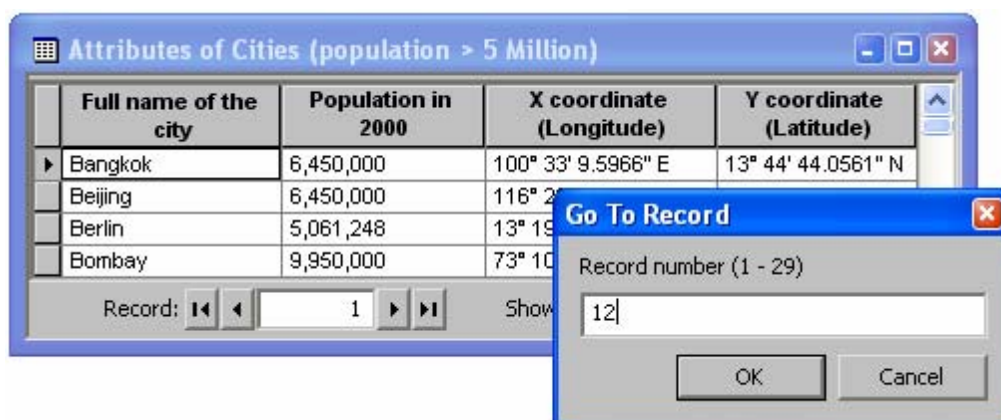 Attributes of Cities (population > 5 Million)
Full name of the city Population in 2000 X coordinate (Longitude) Y coordinate (Latitude)
Bangkok 6,450,000 100° 33' 9.5966" E 13° 44' 44.0561" N
Beijing 6,450,000 116°
Berlin 5,061,248 13° 19
Bombay 9,950,000 73° 10
Record: 1 Show
Go To Record
Record number (1 - 29)
12
OK Cancel